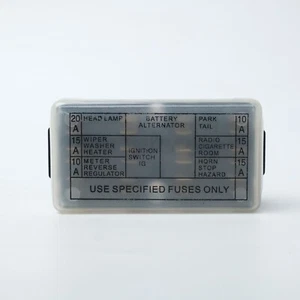 20 A HEAD LAMP
BATTERY
ALTERNATOR
PARK
TAIL
10 A
15 A
WIPER
WASHER
HEATER
IGNITION
SWITCH
IG
RADIO
CIGARETTE
ROOM
15 A
10 A
METER
REVERSE
REGULATOR
HORN
STOP
HAZARD
15 A
USE SPECIFIED FUSES ONLY